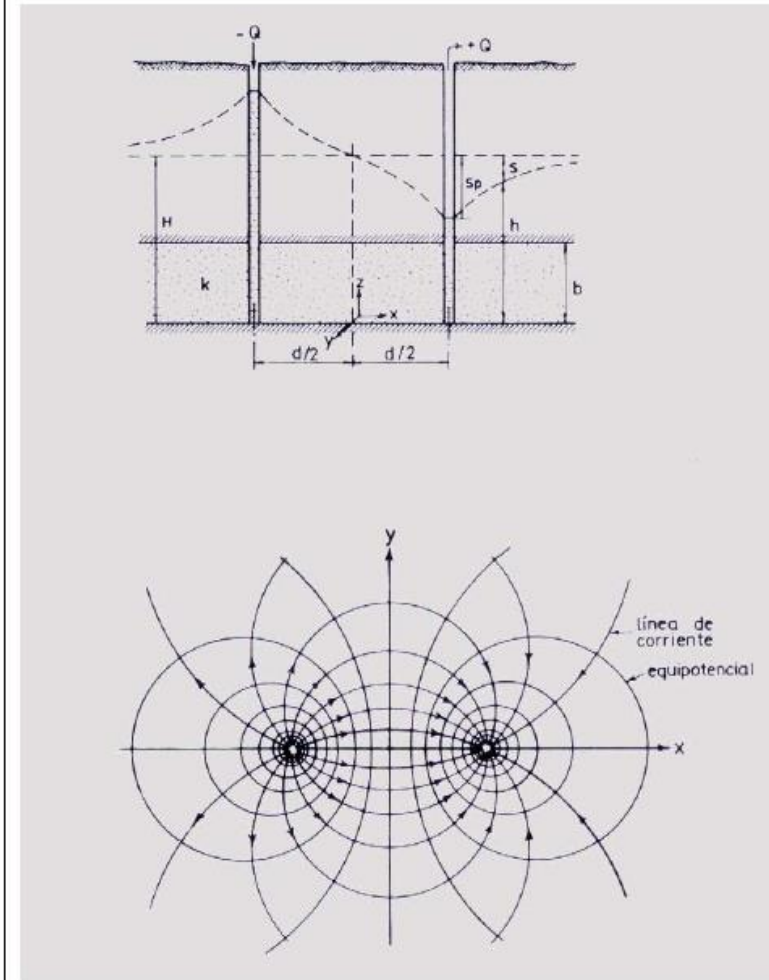 - Q
+ Q
H
Sp
S
h
k
b
z
x
y
d/2
d/2
y
línea de
corriente
equipotencial
x